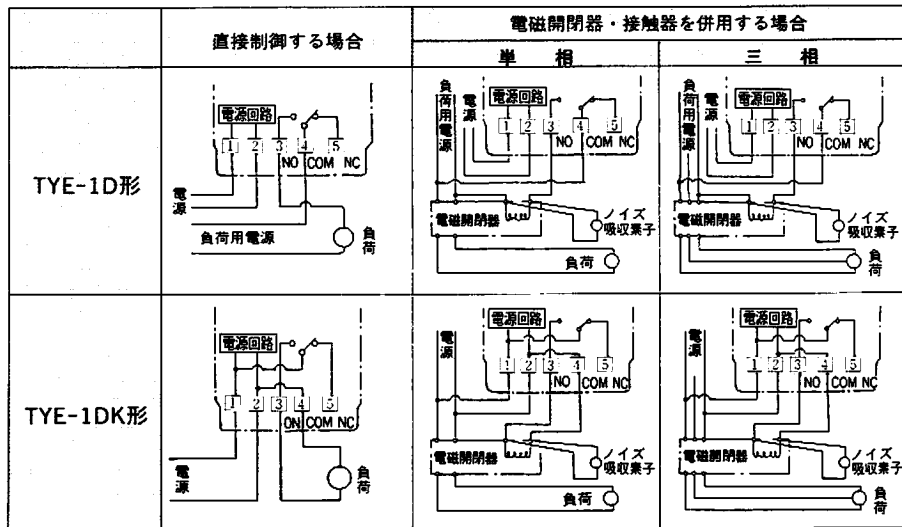 直接制御する場合
電磁開閉器・接触器を併用する場合
単 相
三 相
TYE-1D形
電源回路
1 2 3 4 5
NO COM NC
電源
負荷用電源
負荷
負荷用電源
電源
電源回路
1 2 3 4 5
NO COM NC
電磁開閉器
ノイズ
吸収素子
負荷
負荷用電源
電源
電源回路
1 2 3 4 5
NO COM NC
電磁開閉器
ノイズ
吸収素子
負荷
TYE-1DK形
電源回路
1 2 3 4 5
ON COM NC
電源
負荷
電源
電源回路
1 2 3 4 5
NO COM NC
電磁開閉器
ノイズ
吸収素子
負荷
電源
電源回路
1 2 3 4 5
NO COM NC
電磁開閉器
ノイズ
吸収素子
負荷